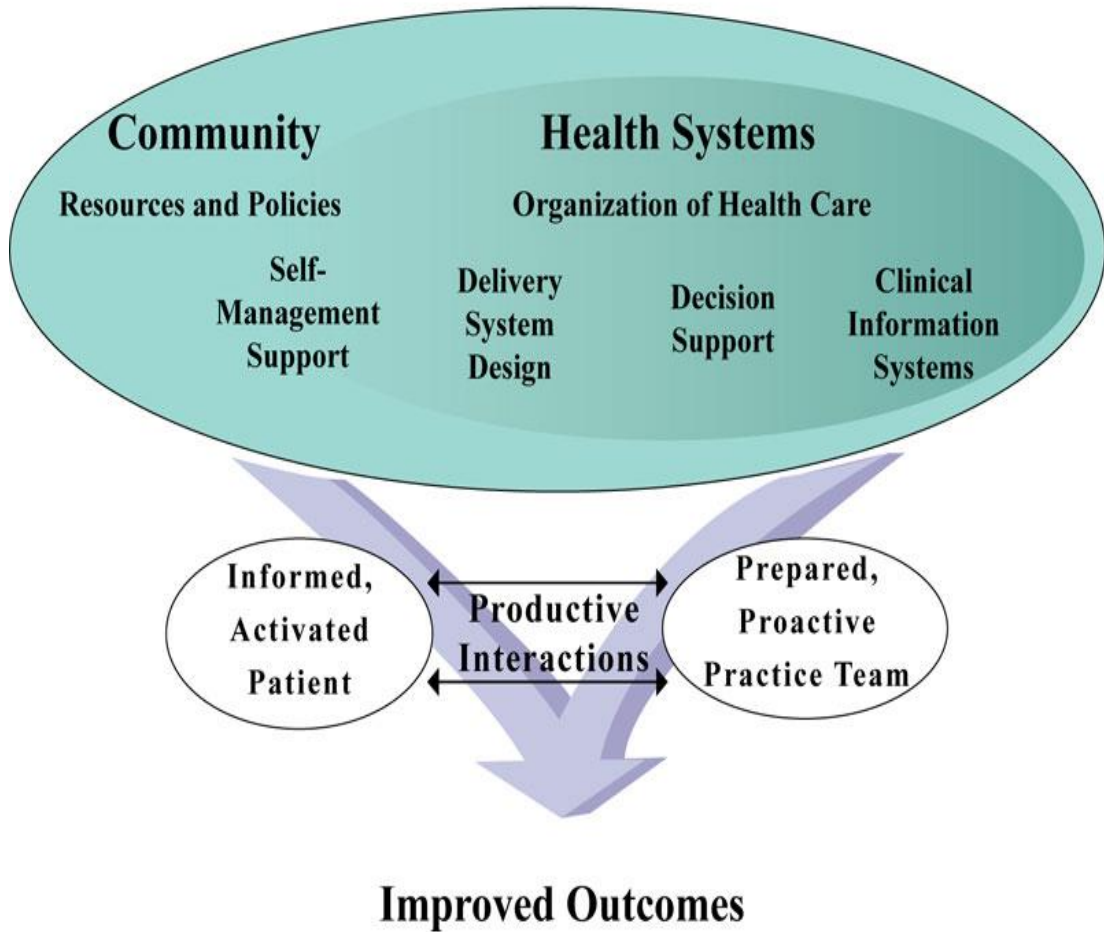 Community
Health Systems
Resources and Policies
Organization of Health Care
Self-
Management
Support
Delivery
System
Design
Decision
Support
Clinical
Information
Systems
Informed,
Activated
Patient
Productive
Interactions
Prepared,
Proactive
Practice Team
Improved Outcomes